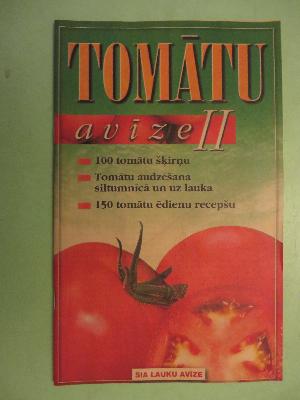 TOMĀTU
avīze II
100 tomātu šķirņu
Tomātu audzēšana
siltumnīcā un uz lauka
150 tomātu ēdienu recepšu
SIA LAUKU AVĪZE